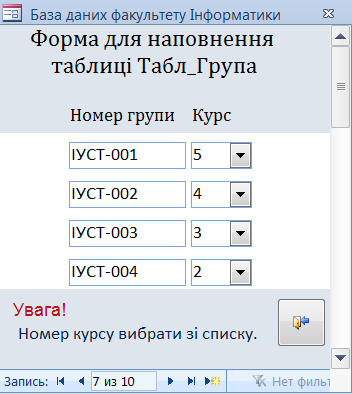 База даних факультету Інформатики
Форма для наповнення
таблиці Табл_Група
Номер групи Курс
ІУСТ-001 5
ІУСТ-002 4
ІУСТ-003 3
ІУСТ-004 2
Увага!
Номер курсу вибрати зі списку.
Запись: 7 из 10 Нет фильт